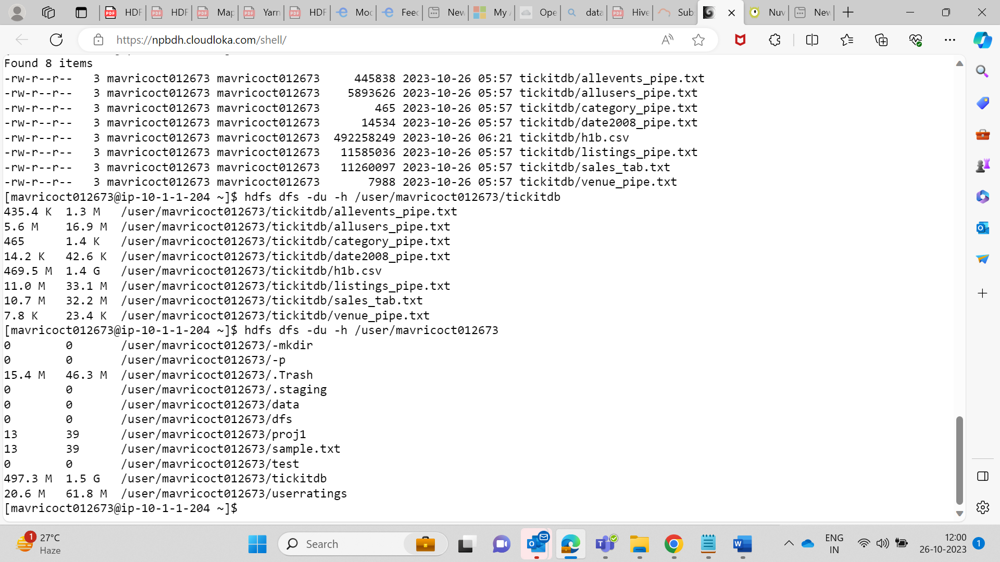 HDF
HDF
Map
Yarn
HDF
Moc
Feec
New
My
Ope
data
Hive
Sub
Nuv
New
https://npbdh.cloudloka.com/shell/
Found 8 items
-rw-r--r--   3 mavricoct012673 mavricoct012673     445838 2023-10-26 05:57 tickitdb/allevents_pipe.txt
-rw-r--r--   3 mavricoct012673 mavricoct012673    5893626 2023-10-26 05:57 tickitdb/allusers_pipe.txt
-rw-r--r--   3 mavricoct012673 mavricoct012673        465 2023-10-26 05:57 tickitdb/category_pipe.txt
-rw-r--r--   3 mavricoct012673 mavricoct012673      14534 2023-10-26 05:57 tickitdb/date2008_pipe.txt
-rw-r--r--   3 mavricoct012673 mavricoct012673  492258249 2023-10-26 06:21 tickitdb/h1b.csv
-rw-r--r--   3 mavricoct012673 mavricoct012673   11585036 2023-10-26 05:57 tickitdb/listings_pipe.txt
-rw-r--r--   3 mavricoct012673 mavricoct012673   11260097 2023-10-26 05:57 tickitdb/sales_tab.txt
-rw-r--r--   3 mavricoct012673 mavricoct012673       7988 2023-10-26 05:57 tickitdb/venue_pipe.txt
[mavricoct012673@ip-10-1-1-204 ~]$ hdfs dfs -du -h /user/mavricoct012673/tickitdb
435.4 K  1.3 M   /user/mavricoct012673/tickitdb/allevents_pipe.txt
5.6 M    16.9 M  /user/mavricoct012673/tickitdb/allusers_pipe.txt
465      1.4 K   /user/mavricoct012673/tickitdb/category_pipe.txt
14.2 K   42.6 K  /user/mavricoct012673/tickitdb/date2008_pipe.txt
469.5 M  1.4 G   /user/mavricoct012673/tickitdb/h1b.csv
11.0 M   33.1 M  /user/mavricoct012673/tickitdb/listings_pipe.txt
10.7 M   32.2 M  /user/mavricoct012673/tickitdb/sales_tab.txt
7.8 K    23.4 K  /user/mavricoct012673/tickitdb/venue_pipe.txt
[mavricoct012673@ip-10-1-1-204 ~]$ hdfs dfs -du -h /user/mavricoct012673
0        0       /user/mavricoct012673/-mkdir
0        0       /user/mavricoct012673/-p
15.4 M   46.3 M  /user/mavricoct012673/.Trash
0        0       /user/mavricoct012673/.staging
0        0       /user/mavricoct012673/data
0        0       /user/mavricoct012673/dfs
13       39      /user/mavricoct012673/proj1
13       39      /user/mavricoct012673/sample.txt
0        0       /user/mavricoct012673/test
497.3 M  1.5 G   /user/mavricoct012673/tickitdb
20.6 M   61.8 M  /user/mavricoct012673/userratings
[mavricoct012673@ip-10-1-1-204 ~]$
1
27°C
Haze
Search
ENG
IN
12:00
26-10-2023
1